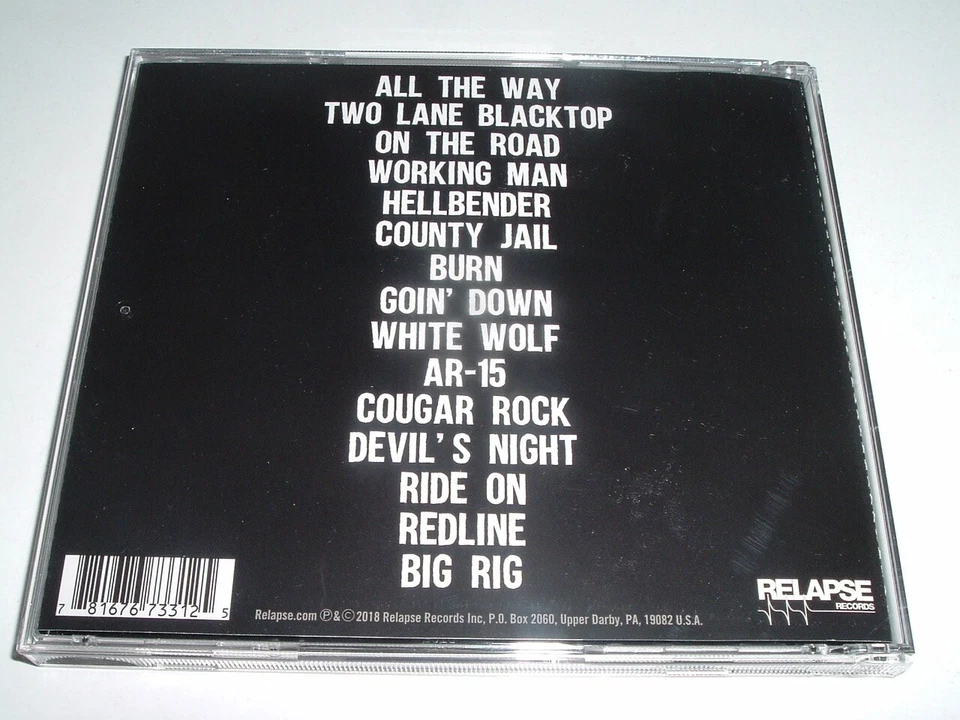 ALL THE WAY
TWO LANE BLACKTOP
ON THE ROAD
WORKING MAN
HELLBENDER
COUNTY JAIL
BURN
GOIN' DOWN
WHITE WOLF
AR-15
COUGAR ROCK
DEVIL'S NIGHT
RIDE ON
REDLINE
BIG RIG
7 81676 73312 5
Relapse.com ℗&©2018 Relapse Records Inc, P.O. Box 2060, Upper Darby, PA, 19082 U.S.A.
RELAPSE
RECORDS